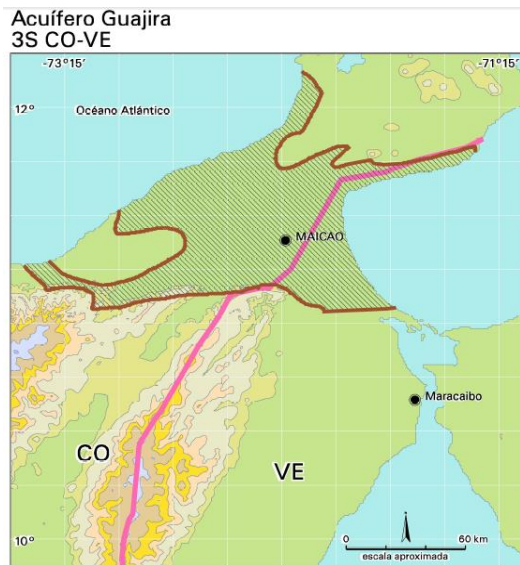 Acuífero Guajira
3S CO-VE
-73°15'
-71°15'
12°
Océano Atlántico
MAICAO
Maracaibo
CO
VE
10°
0
60 km
escala aproximada